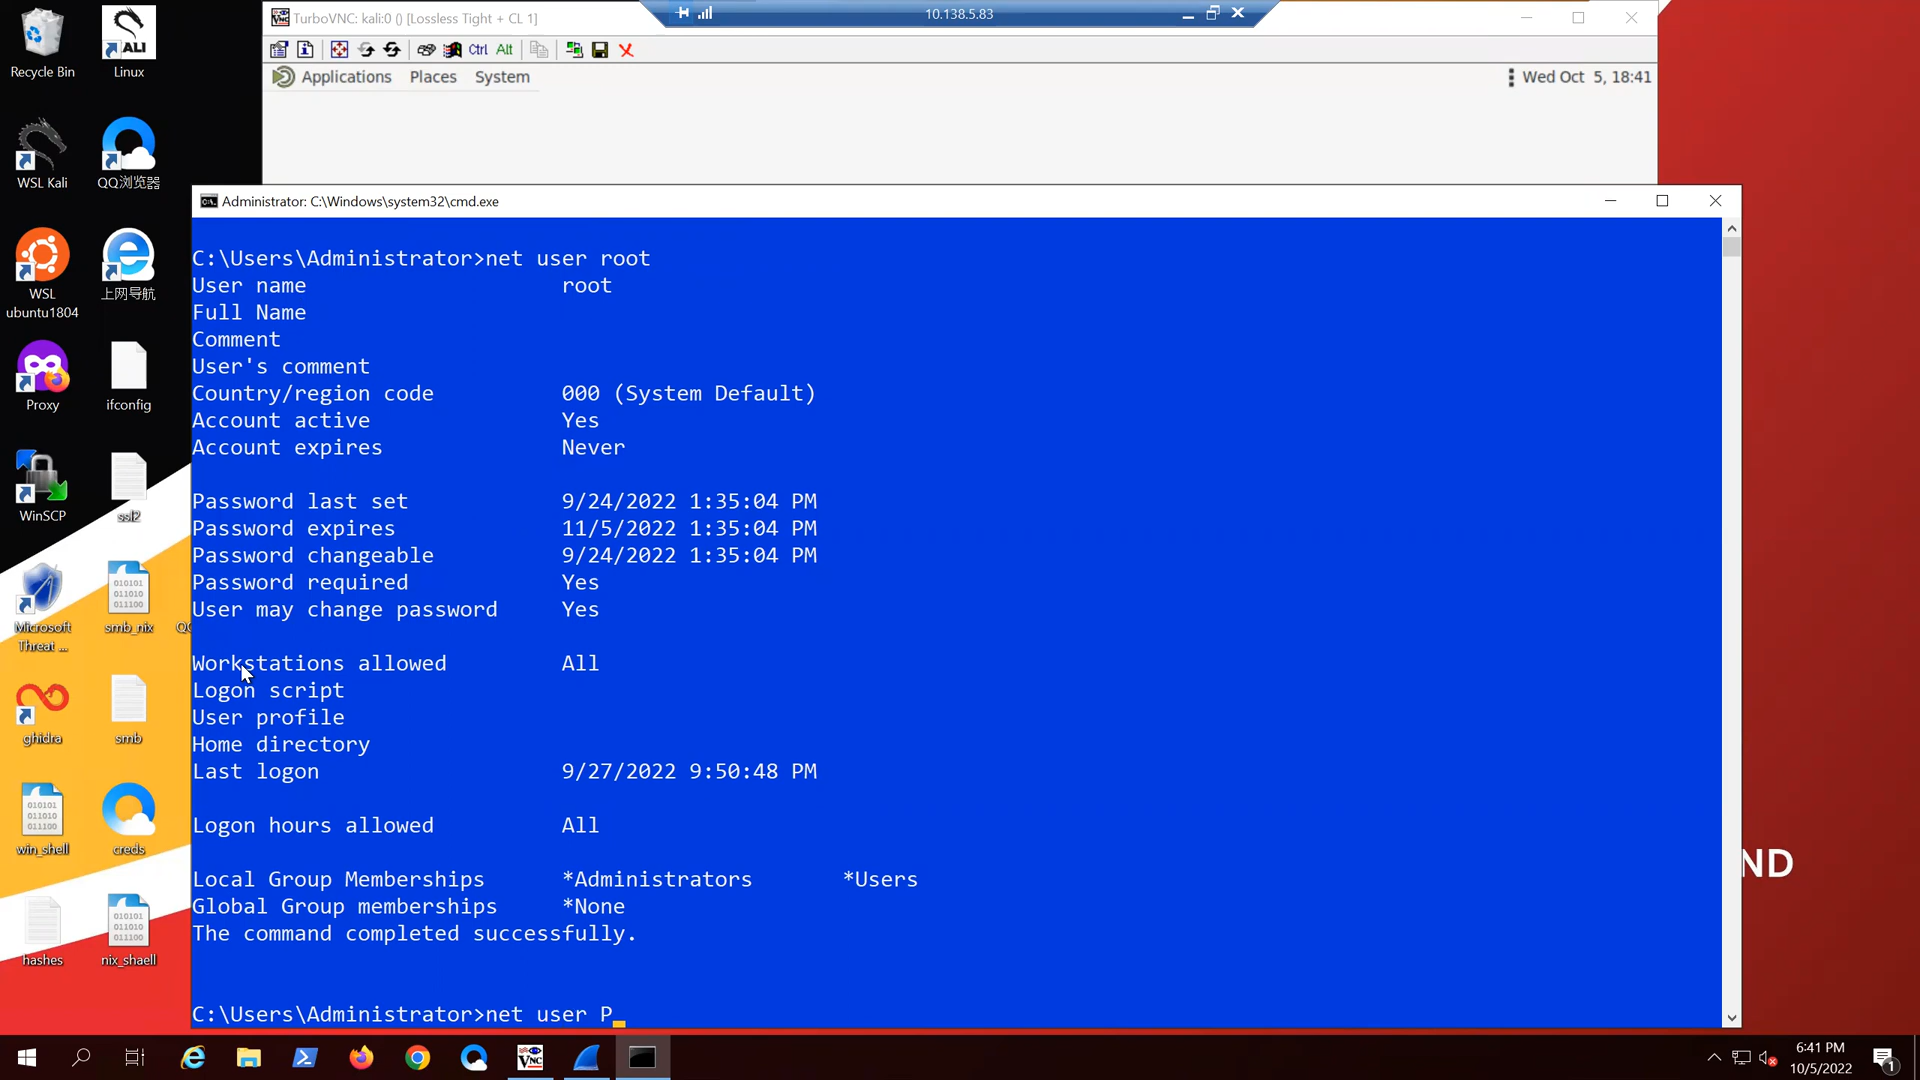 TurboVNC: kali:0 () [Lossless Tight + CL 1]
10.138.5.83
Ctrl Alt
Applications Places System
Wed Oct 5, 18:41
Recycle Bin
ALI
Linux
WSL Kali
QQ浏览器
WSL
ubuntu1804
上网导航
Proxy
ifconfig
WinSCP
ssl2
Microsoft
Threat ...
smb_nix
ghidra
smb
win_shell
creds
hashes
nix_shaell
Administrator: C:\Windows\system32\cmd.exe
C:\Users\Administrator>net user root
User name root
Full Name
Comment
User's comment
Country/region code 000 (System Default)
Account active Yes
Account expires Never
Password last set 9/24/2022 1:35:04 PM
Password expires 11/5/2022 1:35:04 PM
Password changeable 9/24/2022 1:35:04 PM
Password required Yes
User may change password Yes
Workstations allowed All
Logon script
User profile
Home directory
Last logon 9/27/2022 9:50:48 PM
Logon hours allowed All
Local Group Memberships *Administrators *Users
Global Group memberships *None
The command completed successfully.
C:\Users\Administrator>net user P_
ND
6:41 PM
10/5/2022
1